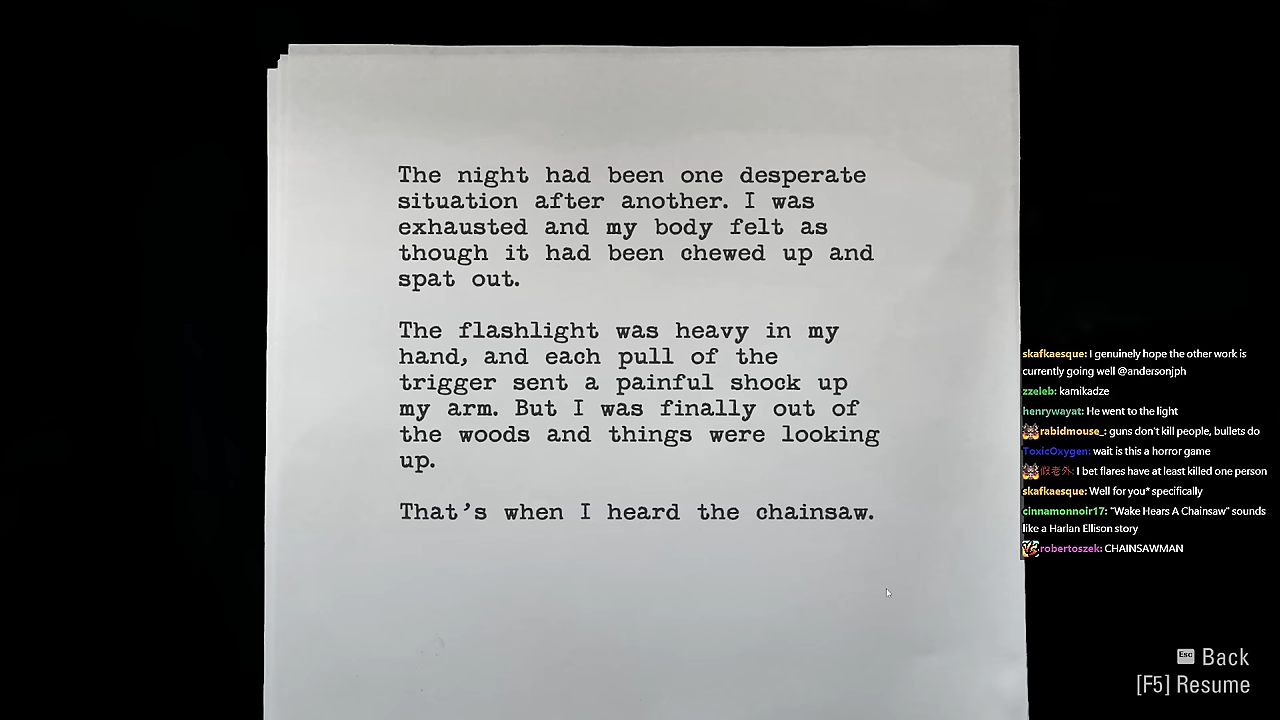 The night had been one desperate
situation after another. I was
exhausted and my body felt as
though it had been chewed up and
spat out.
The flashlight was heavy in my
hand, and each pull of the
trigger sent a painful shock up
my arm. But I was finally out of
the woods and things were looking
up.
That's when I heard the chainsaw.
skafkaesque: I genuinely hope the other work is
currently going well @andersonjph
zzeleb: kamikadze
henrywayat: He went to the light
rabidmouse_: guns don't kill people, bullets do
ToxicOxygen: wait is this a horror game
假老外: I bet flares have at least killed one person
skafkaesque: Well for you* specifically
cinnamonnoir17: "Wake Hears A Chainsaw" sounds
like a Harlan Ellison story
robertoszek: CHAINSAWMAN
Esc Back
[F5] Resume